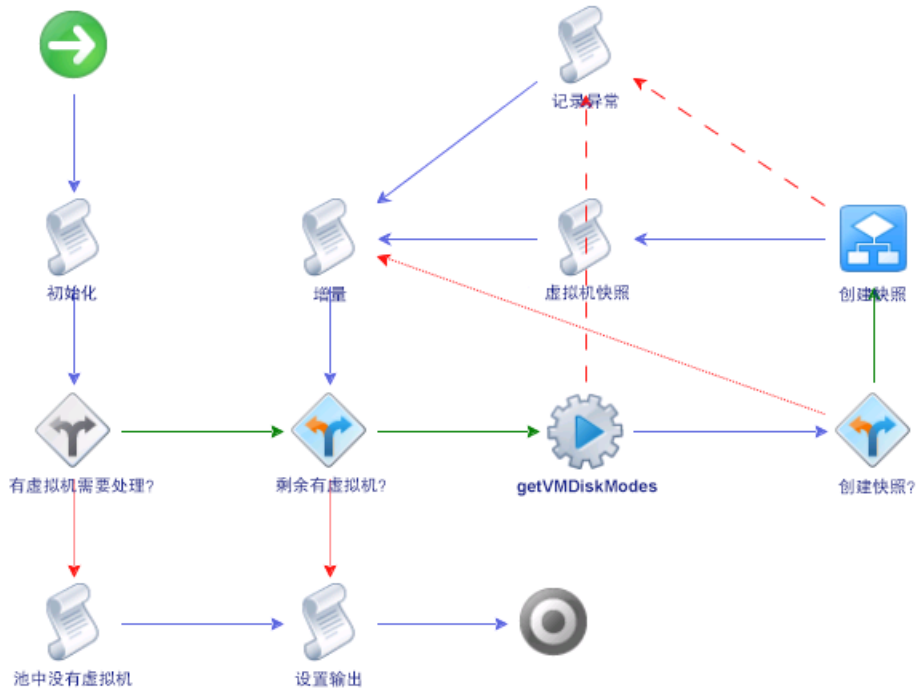 记录异常
初始化
增量
虚拟机快照
创建快照
有虚拟机需要处理?
剩余有虚拟机?
getVMDiskModes
创建快照?
池中没有虚拟机
设置输出